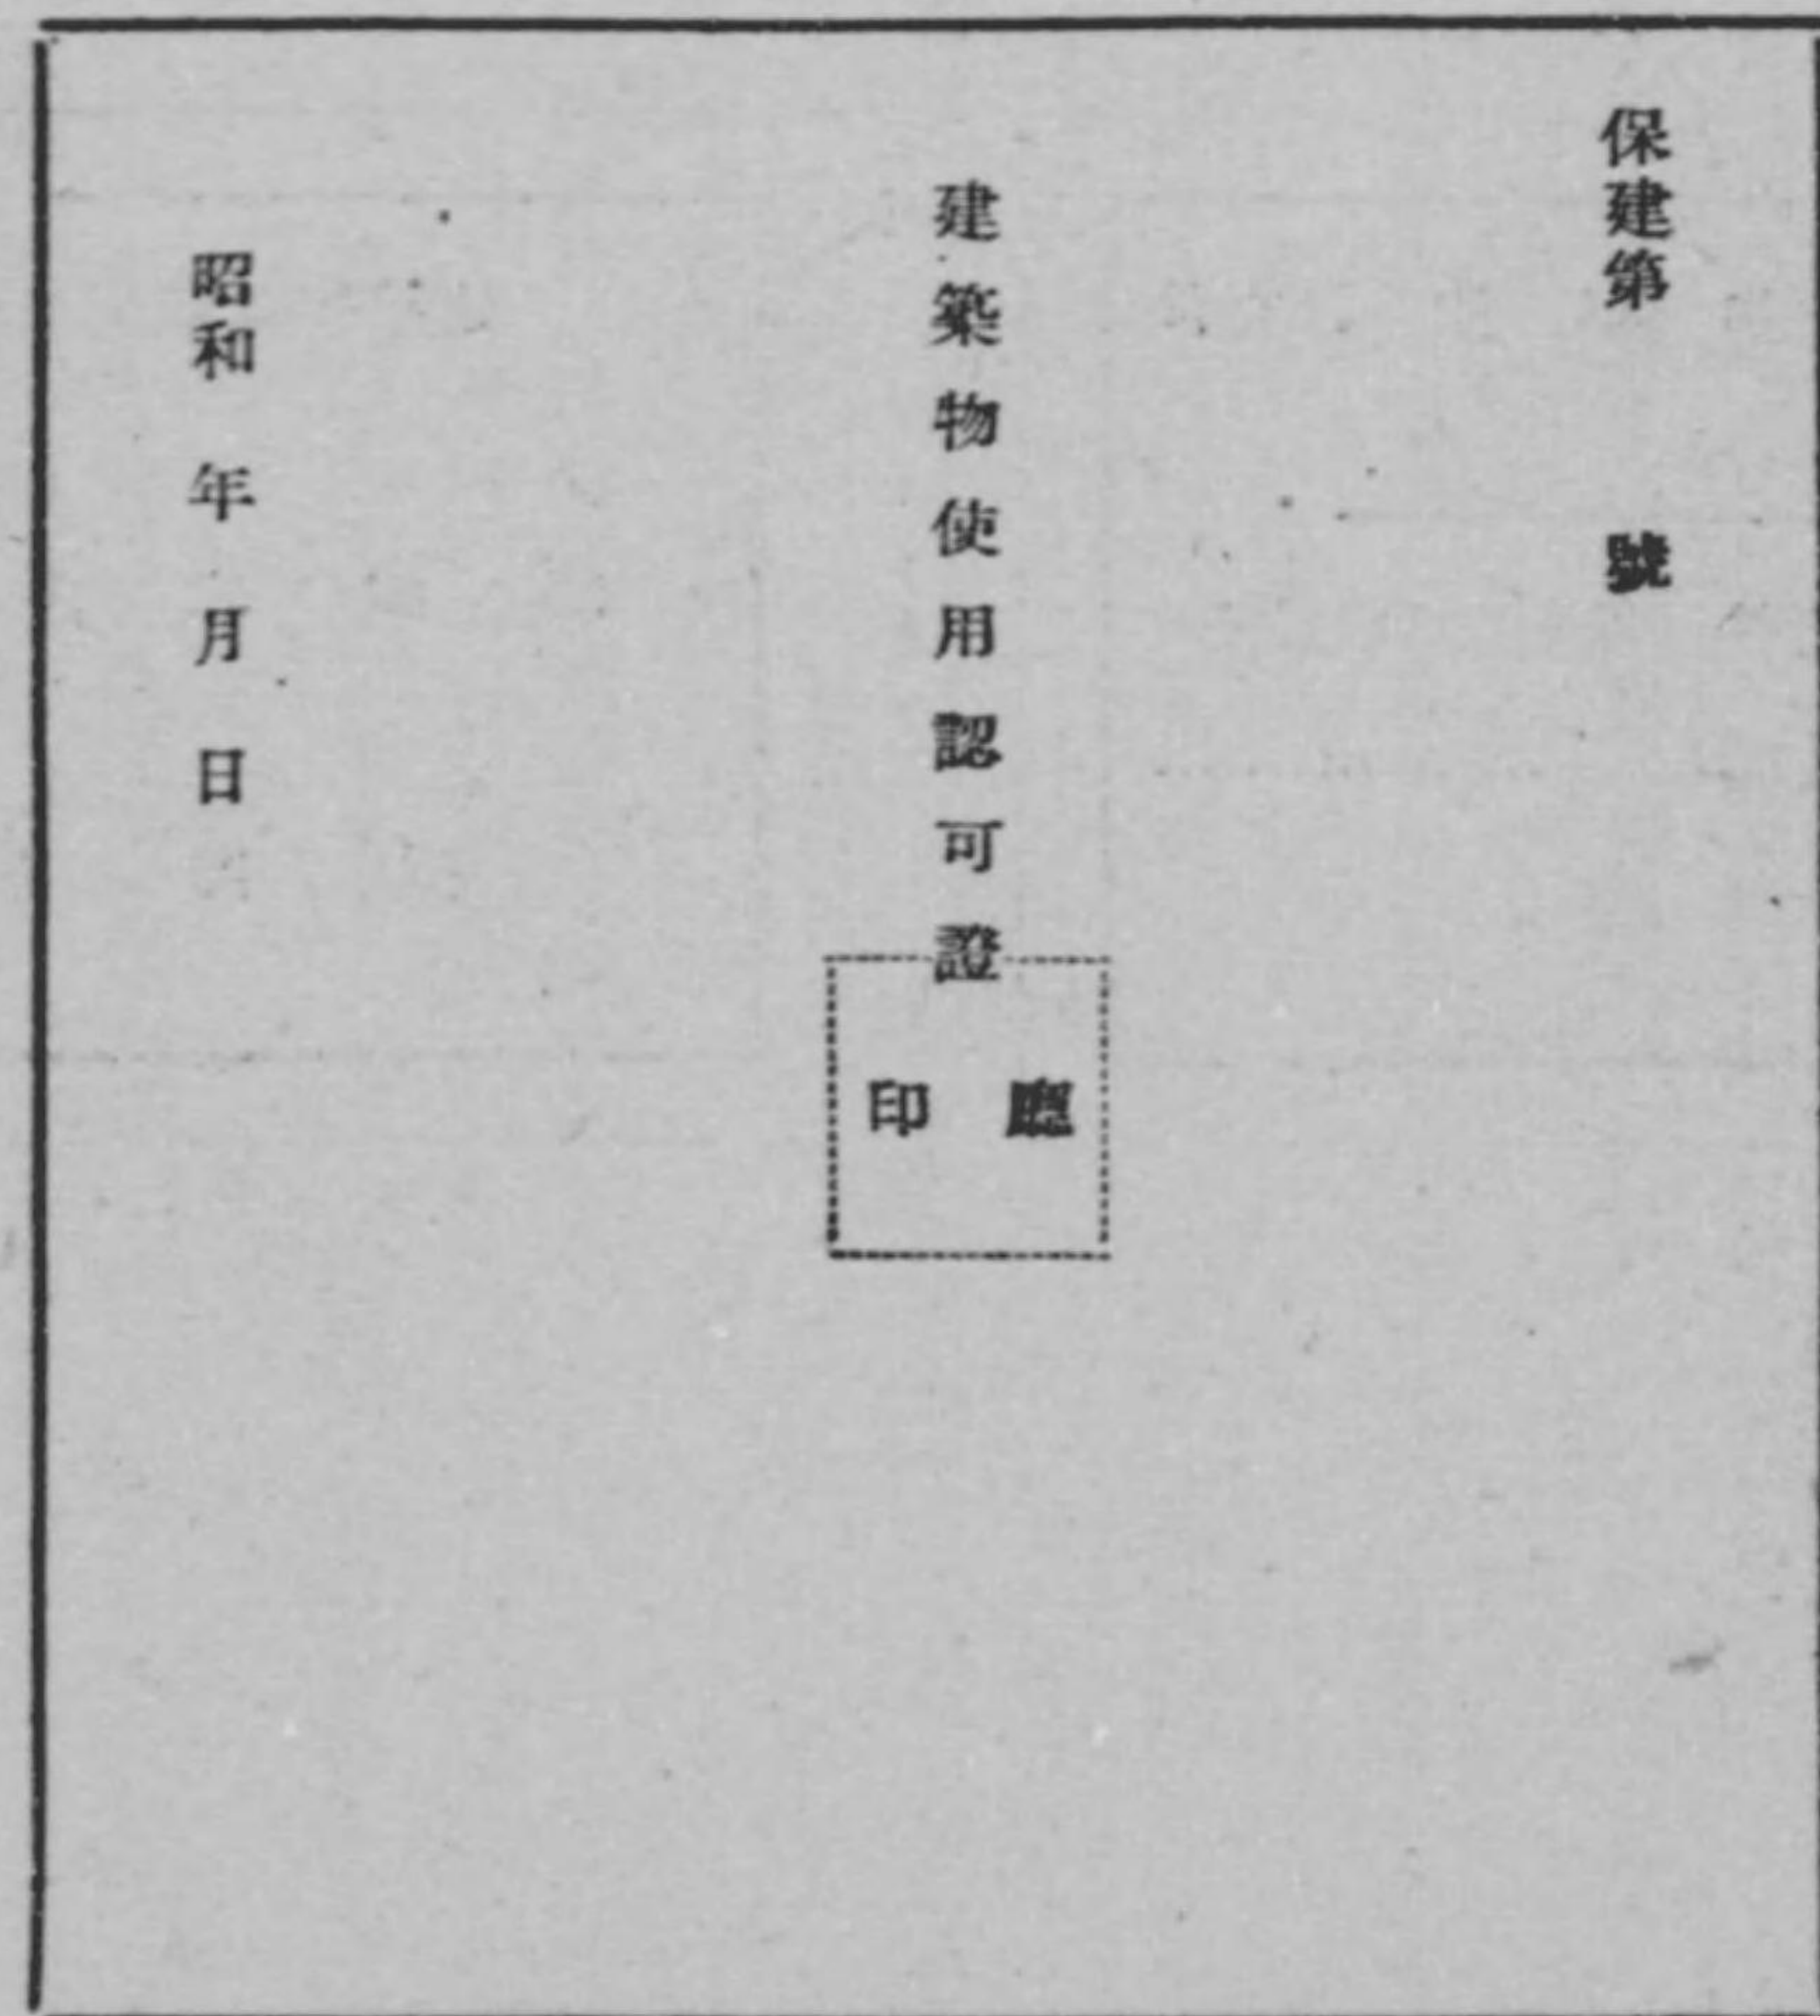 保建第　　號
建築物使用認可證
廳印
昭和　年　月　日